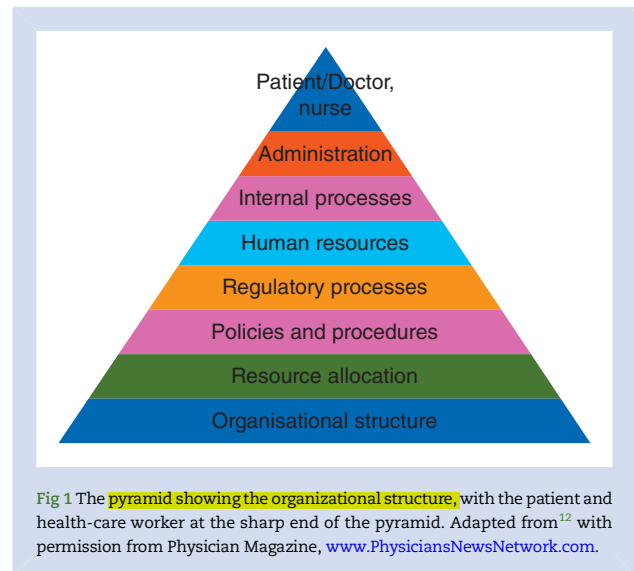 Patient/Doctor,
nurse
Administration
Internal processes
Human resources
Regulatory processes
Policies and procedures
Resource allocation
Organisational structure
Fig 1 The pyramid showing the organizational structure, with the patient and
health-care worker at the sharp end of the pyramid. Adapted from¹² with
permission from Physician Magazine, www.PhysiciansNewsNetwork.com.